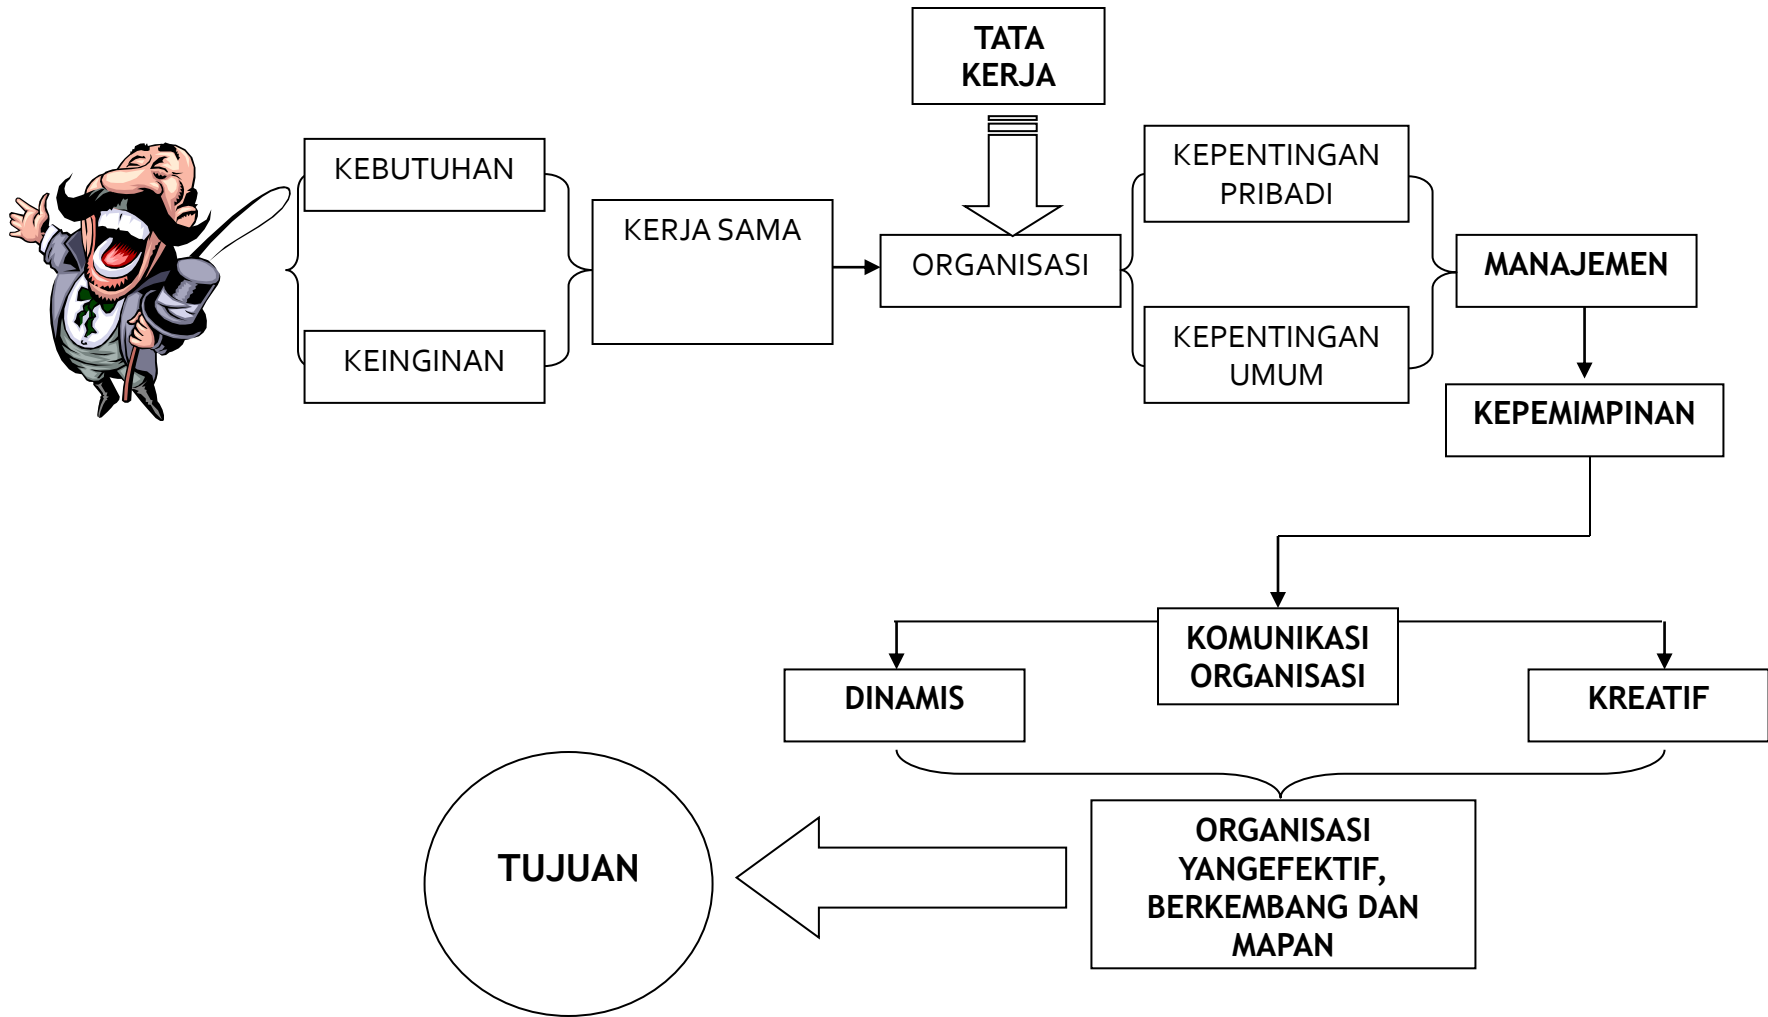 TATA
KERJA
KEBUTUHAN
KEINGINAN
KERJA SAMA
ORGANISASI
KEPENTINGAN
PRIBADI
KEPENTINGAN
UMUM
MANAJEMEN
KEPEMIMPINAN
KOMUNIKASI
ORGANISASI
DINAMIS
KREATIF
ORGANISASI
YANGEFEKTIF,
BERKEMBANG DAN
MAPAN
TUJUAN